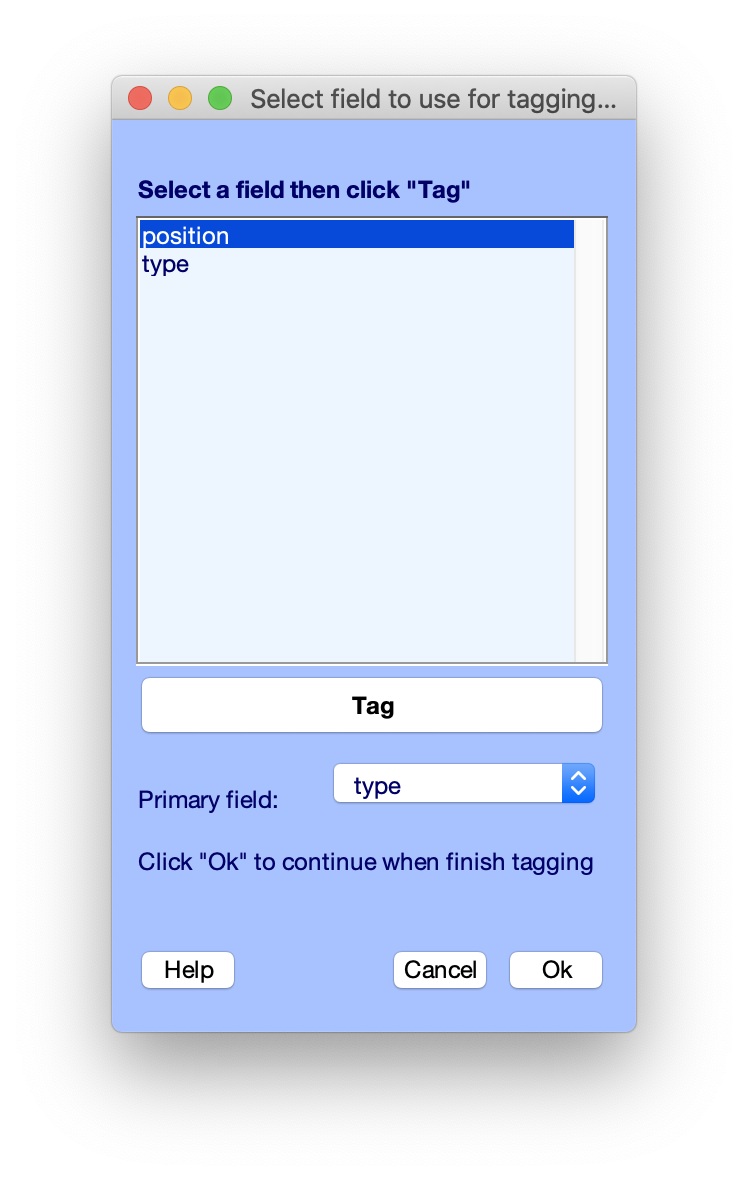 Select field to use for tagging...
Select a field then click "Tag"
position
type
Tag
Primary field:
type
Click "Ok" to continue when finish tagging
Help
Cancel
Ok